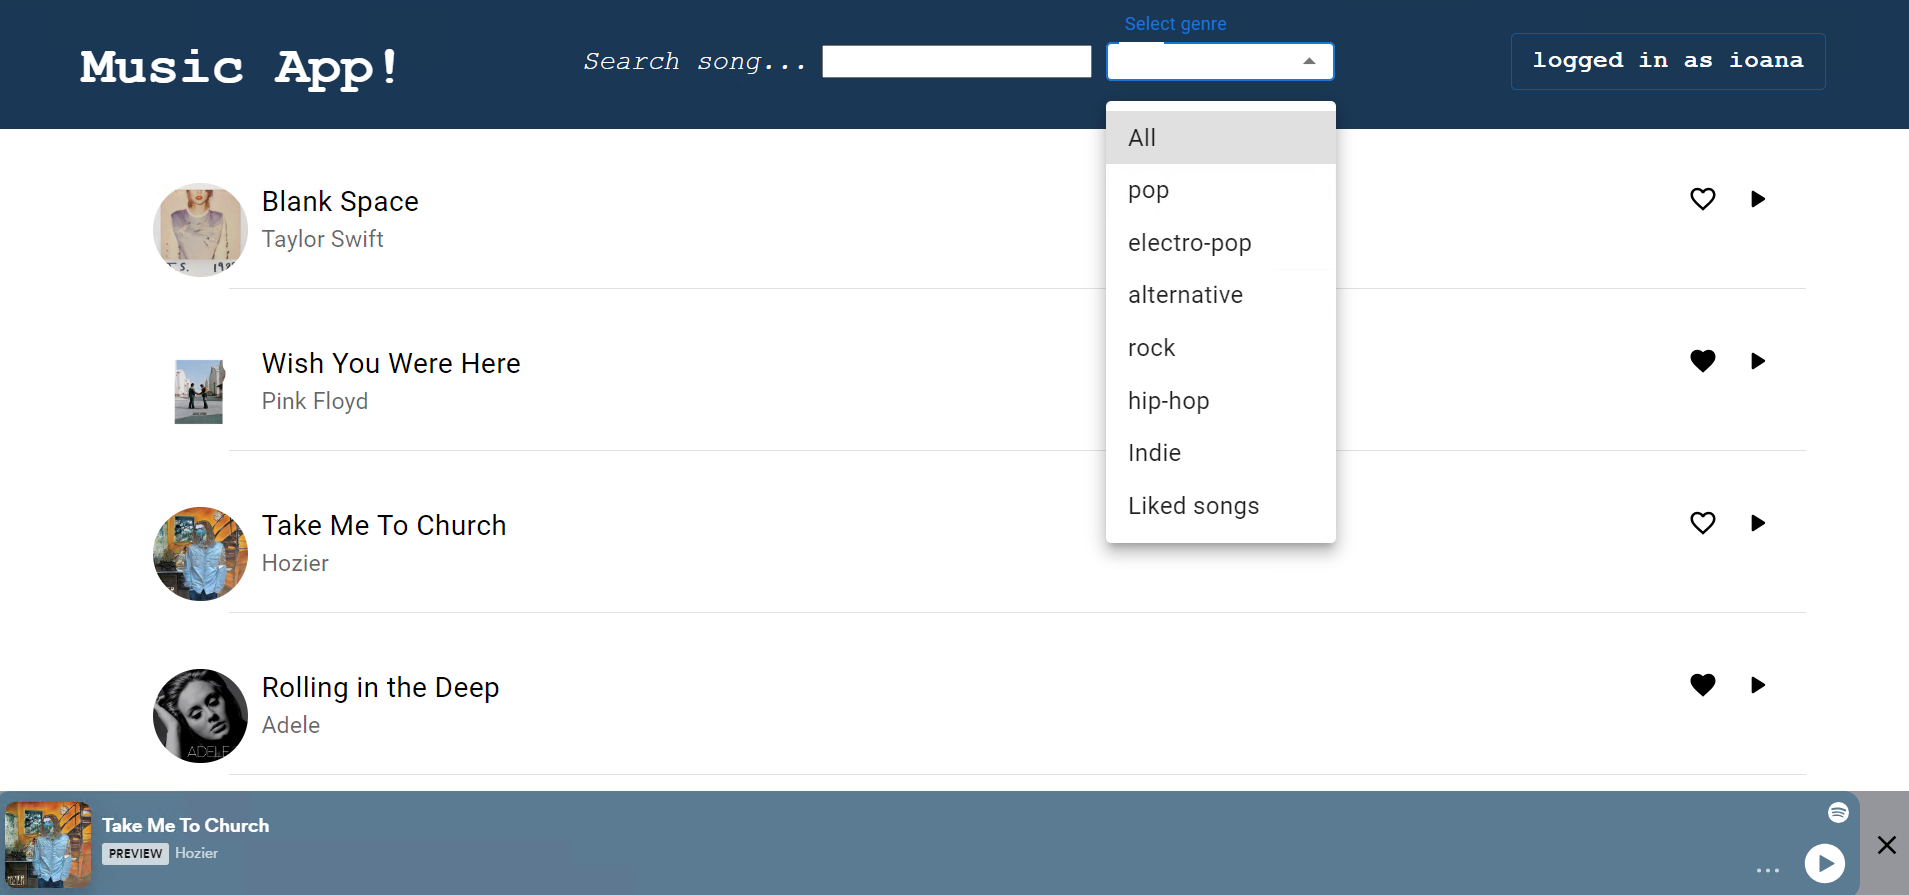 Music App!
Search song...
Select genre
logged in as ioana
All
pop
electro-pop
alternative
rock
hip-hop
Indie
Liked songs
Blank Space
Taylor Swift
T.S.
Wish You Were Here
Pink Floyd
Take Me To Church
Hozier
Rolling in the Deep
Adele
ADELE
Take Me To Church
PREVIEW Hozier